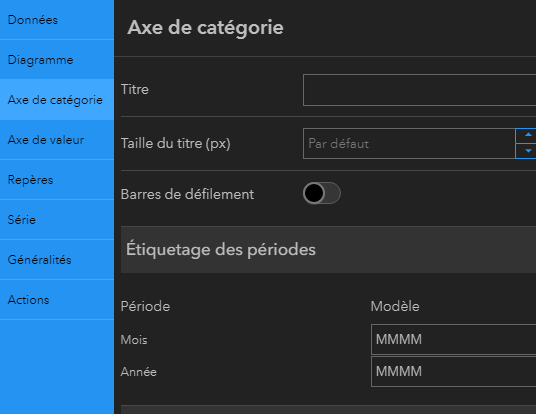 Données
Diagramme
Axe de catégorie
Axe de valeur
Repères
Série
Généralités
Actions
Axe de catégorie
Titre
Taille du titre (px)
Par défaut
Barres de défilement
Étiquetage des périodes
Période Modèle
Mois MMMM
Année MMMM